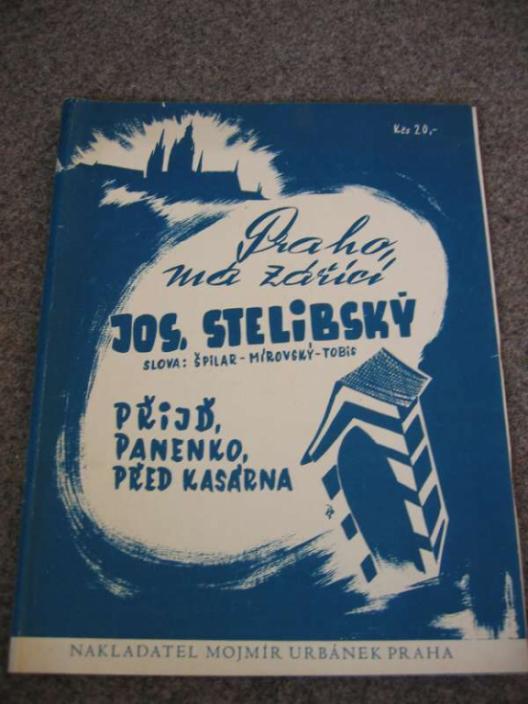 Kčs 20,-
Praho,
má zářící
JOS. STELIBSKÝ
SLOVA: ŠPILAR - MÍROVSKÝ - TOBIS
PŘIJĎ,
PANENKO,
PŘED KASÁRNA
NAKLADATEL MOJMÍR URBÁNEK PRAHA